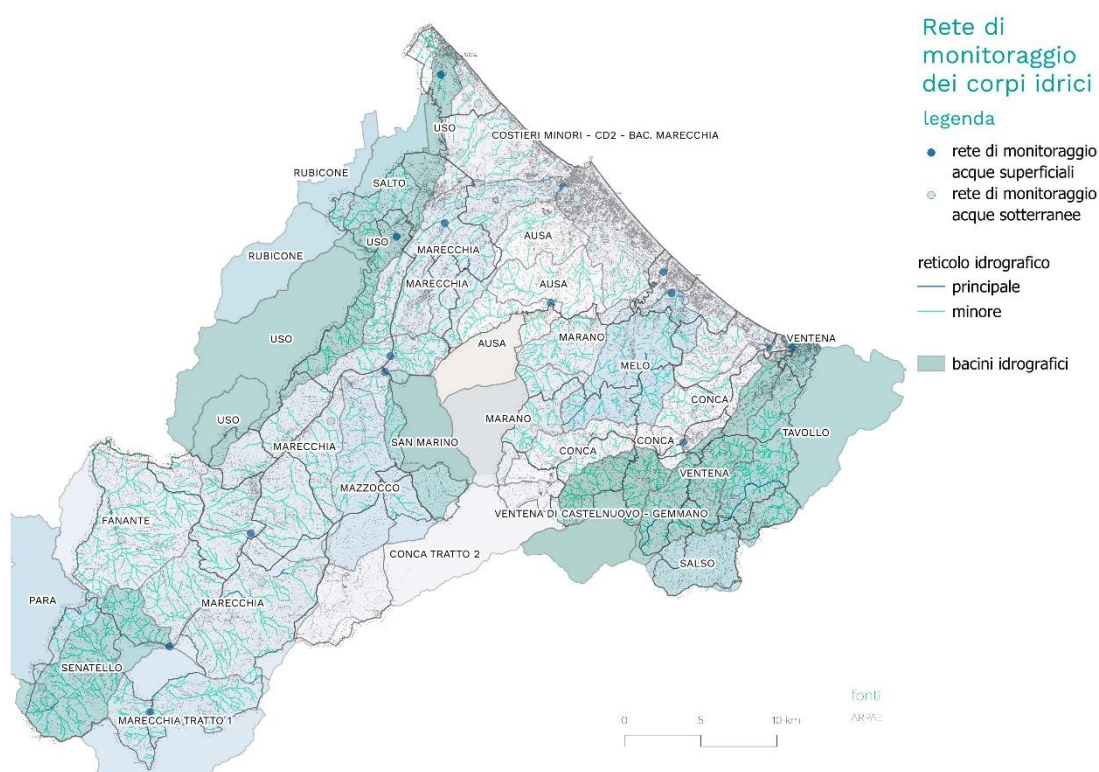 Rete di
monitoraggio
dei corpi idrici
legenda
rete di monitoraggio
acque superficiali
rete di monitoraggio
acque sotterranee
reticolo idrografico
principale
minore
bacini idrografici
USO
COSTIERI MINORI - CD2 - BAC. MARECCHIA
RUBICONE
SALTO
AUSA
USO
MARECCHIA
RUBICONE
MARECCHIA
AUSA
USO
AUSA
MARANO
VENTENA
MELO
CONCA
USO
MARANO
TAVOLLO
MARECCHIA
SAN MARINO
CONCA
CONCA
VENTENA
MAZZOCCO
VENTENA DI CASTELNUOVO - GEMMANO
FANANTE
CONCA TRATTO 2
SALSO
PARA
MARECCHIA
SENATELLO
MARECCHIA TRATTO 1
fonti
ARPAE
0 5 10 km